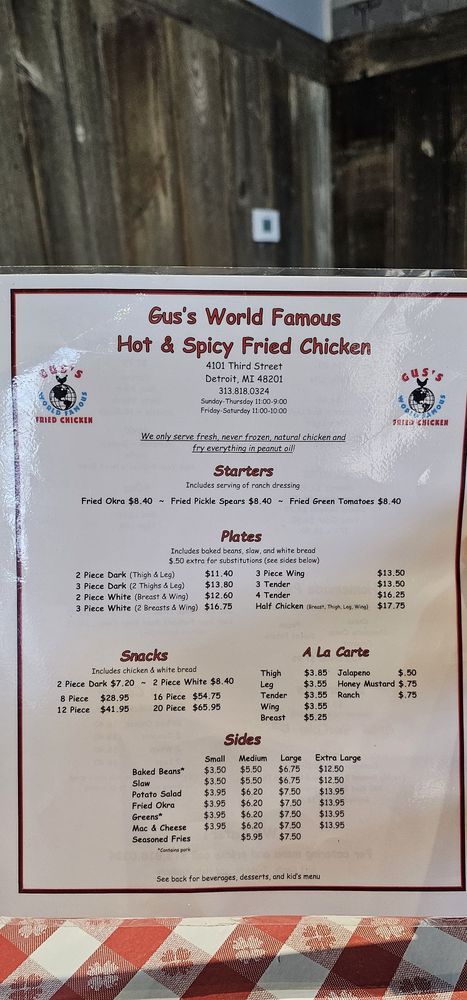 Gus's World Famous
Hot & Spicy Fried Chicken
4101 Third Street
Detroit, MI 48201
313.818.0324
Sunday-Thursday 11:00-9:00
Friday-Saturday 11:00-10:00
GUS'S
WORLD FAMOUS
FRIED CHICKEN
GUS'S
WORLD FAMOUS
FRIED CHICKEN
We only serve fresh, never frozen, natural chicken and
fry everything in peanut oil!
Starters
Includes serving of ranch dressing
Fried Okra $8.40 ~ Fried Pickle Spears $8.40 ~ Fried Green Tomatoes $8.40
Plates
Includes baked beans, slaw, and white bread
$.50 extra for substitutions (see sides below)
2 Piece Dark (Thigh & Leg) $11.40 3 Piece Wing $13.50
3 Piece Dark (2 Thighs & Leg) $13.80 3 Tender $13.50
2 Piece White (Breast & Wing) $12.60 4 Tender $16.25
3 Piece White (2 Breasts & Wing) $16.75 Half Chicken (Breast, Thigh, Leg, Wing) $17.75
Snacks
Includes chicken & white bread
2 Piece Dark $7.20 ~ 2 Piece White $8.40
8 Piece $28.95 16 Piece $54.75
12 Piece $41.95 20 Piece $65.95
A La Carte
Thigh $3.85 Jalapeno $.50
Leg $3.55 Honey Mustard $.75
Tender $3.55 Ranch $.75
Wing $3.55
Breast $5.25
Sides
Small Medium Large Extra Large
Baked Beans* $3.50 $5.50 $6.75 $12.50
Slaw $3.50 $5.50 $6.75 $12.50
Potato Salad $3.95 $6.20 $7.50 $13.95
Fried Okra $3.95 $6.20 $7.50 $13.95
Greens* $3.95 $6.20 $7.50 $13.95
Mac & Cheese $3.95 $6.20 $7.50 $13.95
Seasoned Fries $5.95 $7.50
*Contains pork
See back for beverages, desserts, and kid's menu